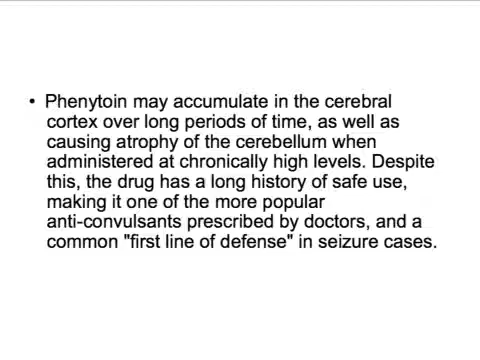 • Phenytoin may accumulate in the cerebral
cortex over long periods of time, as well as
causing atrophy of the cerebellum when
administered at chronically high levels. Despite
this, the drug has a long history of safe use,
making it one of the more popular
anti-convulsants prescribed by doctors, and a
common "first line of defense" in seizure cases.